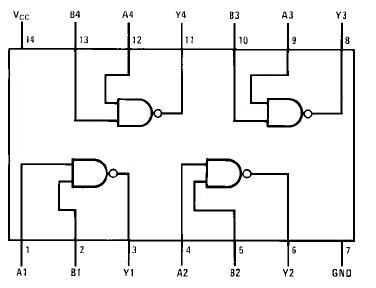 VCC B4 A4 Y4 B3 A3 Y3
14 13 12 11 10 9 8
1 2 3 4 5 6 7
A1 B1 Y1 A2 B2 Y2 GND